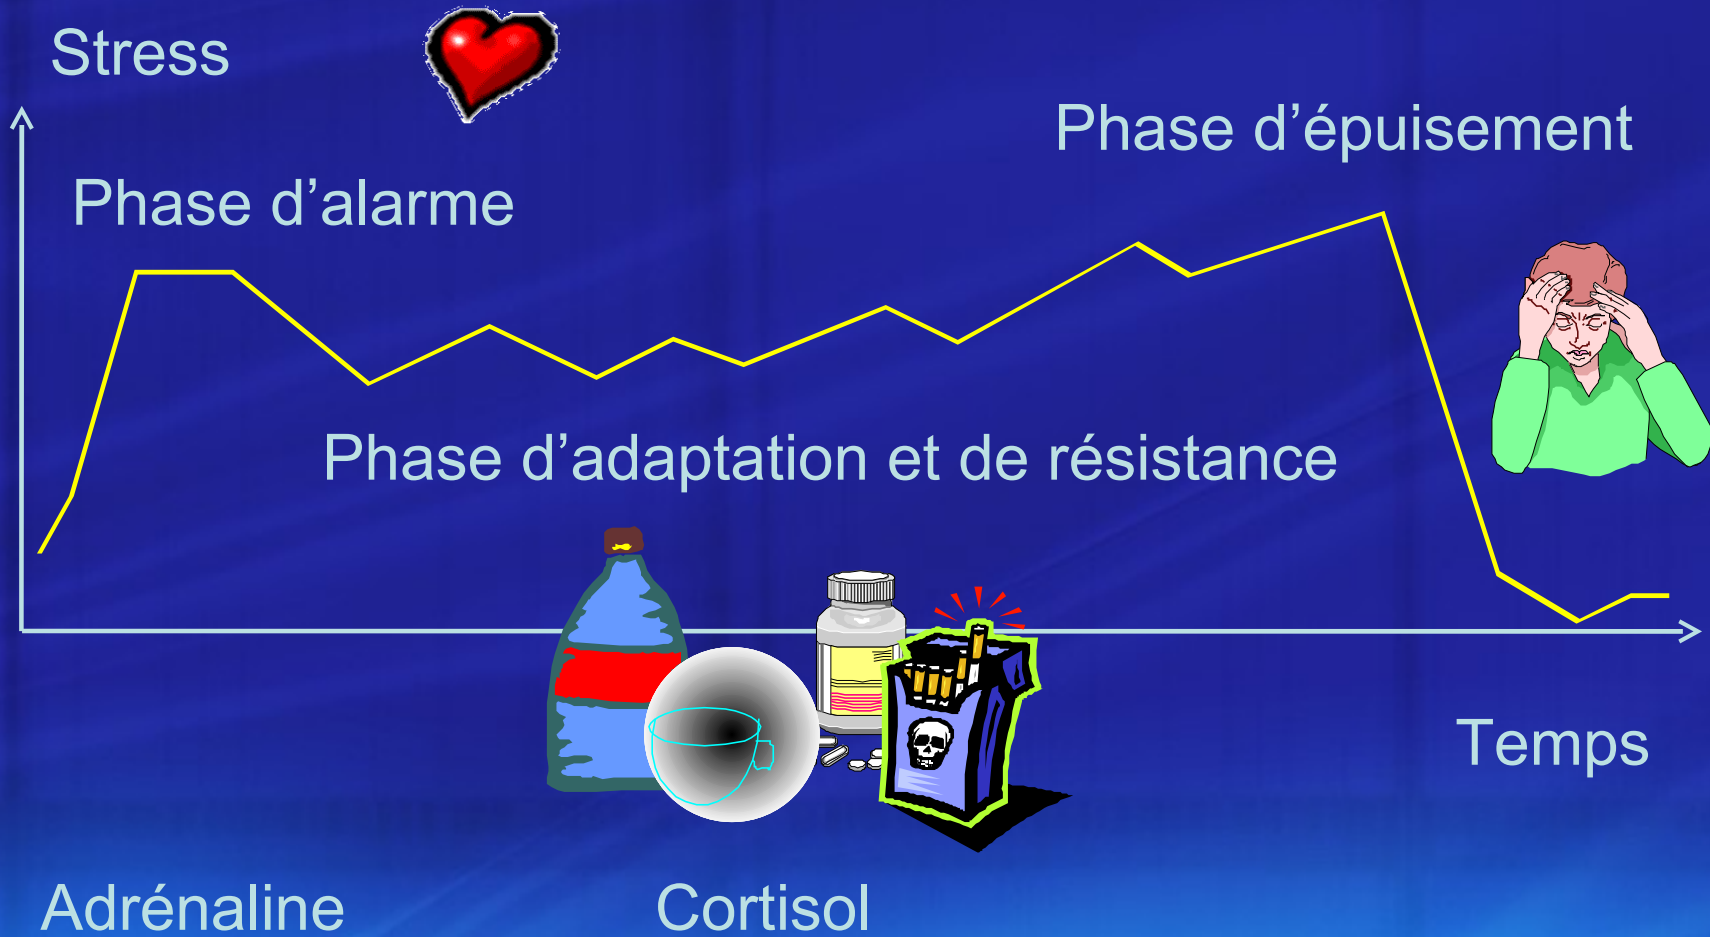 Stress
Phase d’épuisement
Phase d’alarme
Phase d’adaptation et de résistance
Temps
Adrénaline
Cortisol